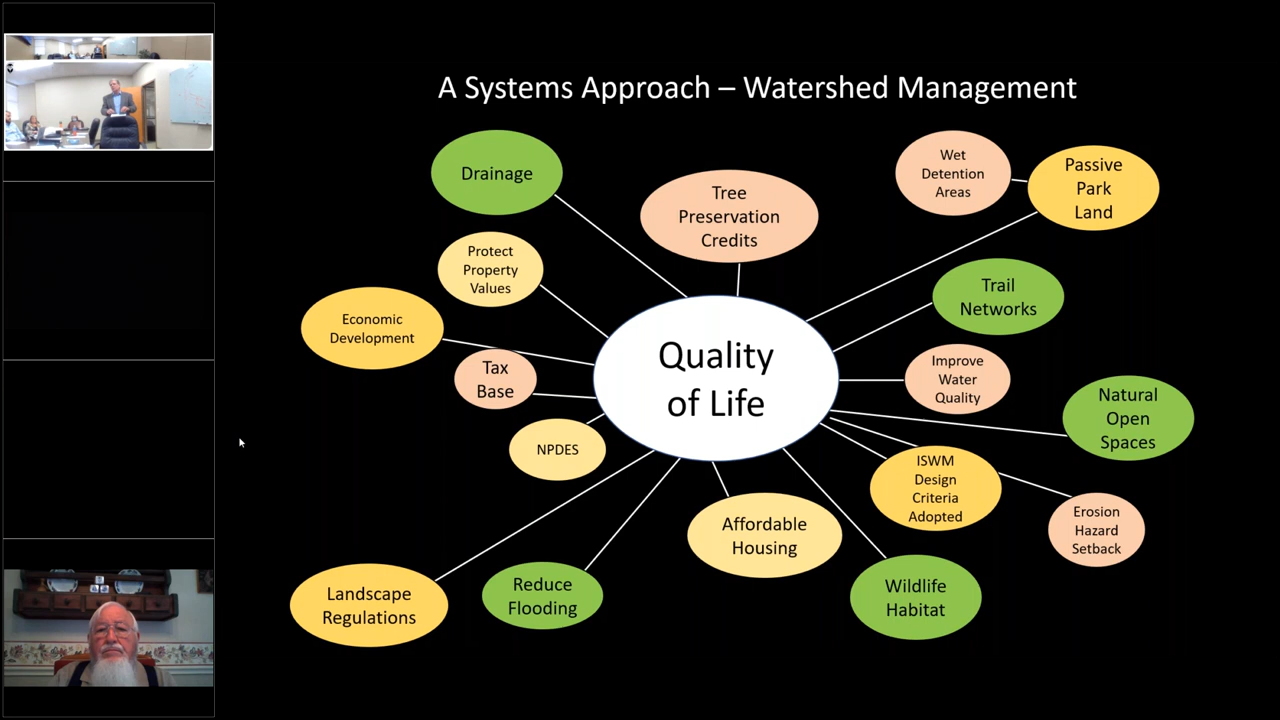 A Systems Approach – Watershed Management
Drainage
Tree
Preservation
Credits
Wet
Detention
Areas
Passive
Park
Land
Protect
Property
Values
Trail
Networks
Economic
Development
Tax
Base
Quality
of Life
Improve
Water
Quality
Natural
Open
Spaces
NPDES
ISWM
Design
Criteria
Adopted
Erosion
Hazard
Setback
Affordable
Housing
Landscape
Regulations
Reduce
Flooding
Wildlife
Habitat